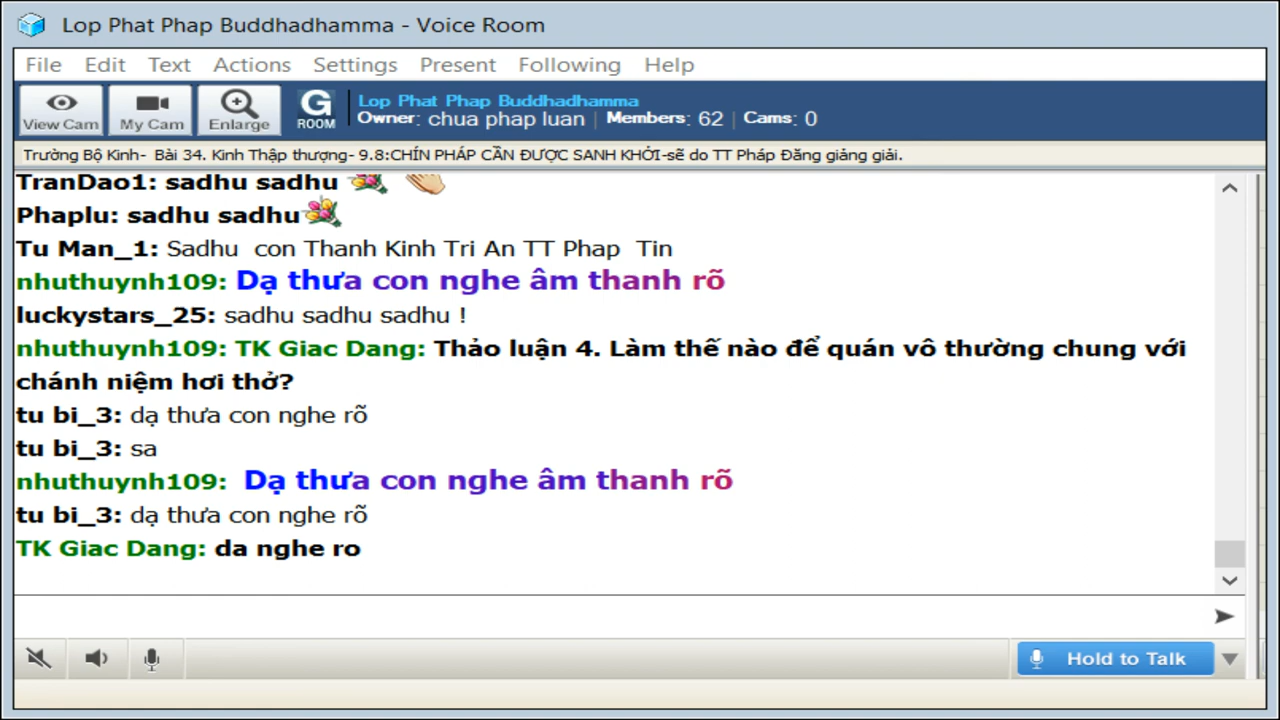 Lop Phat Phap Buddhadhamma - Voice Room
File Edit Text Actions Settings Present Following Help
View Cam My Cam Enlarge G ROOM
Lop Phat Phap Buddhadhamma
Owner: chua phap luan | Members: 62 | Cams: 0
Trường Bộ Kinh- Bài 34. Kinh Thập thượng- 9.8:CHÍN PHÁP CẦN ĐƯỢC SANH KHỞI-sẽ do TT Pháp Đăng giảng giải.
TranDao1: sadhu sadhu
Phaplu: sadhu sadhu
Tu Man_1: Sadhu con Thanh Kinh Tri An TT Phap Tin
nhuthuynh109: Dạ thưa con nghe âm thanh rõ
luckystars_25: sadhu sadhu sadhu !
nhuthuynh109: TK Giac Dang: Thảo luận 4. Làm thế nào để quán vô thường chung với
chánh niệm hơi thở?
tu bi_3: dạ thưa con nghe rõ
tu bi_3: sa
nhuthuynh109: Dạ thưa con nghe âm thanh rõ
tu bi_3: dạ thưa con nghe rõ
TK Giac Dang: da nghe ro
Hold to Talk